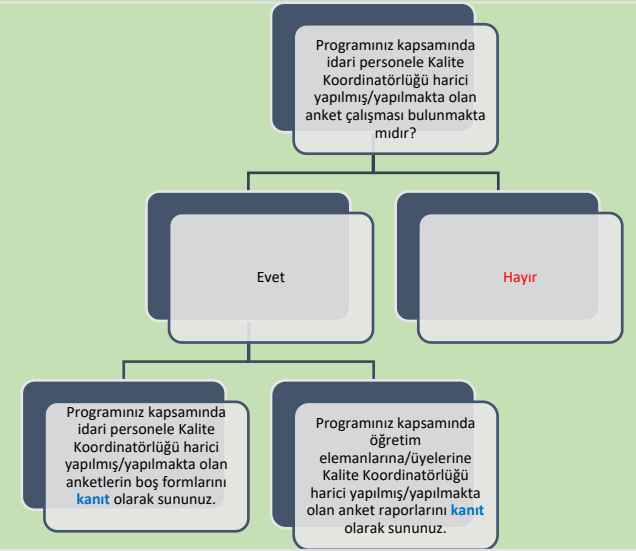 Programınız kapsamında
idari personele Kalite
Koordinatörlüğü harici
yapılmış/yapılmakta olan
anket çalışması bulunmakta
mıdır?
Evet
Hayır
Programınız kapsamında
idari personele Kalite
Koordinatörlüğü harici
yapılmış/yapılmakta olan
anketlerin boş formlarını
kanıt olarak sununuz.
Programınız kapsamında
öğretim
elemanlarına/üyelerine
Kalite Koordinatörlüğü
harici yapılmış/yapılmakta
olan anket raporlarını kanıt
olarak sununuz.